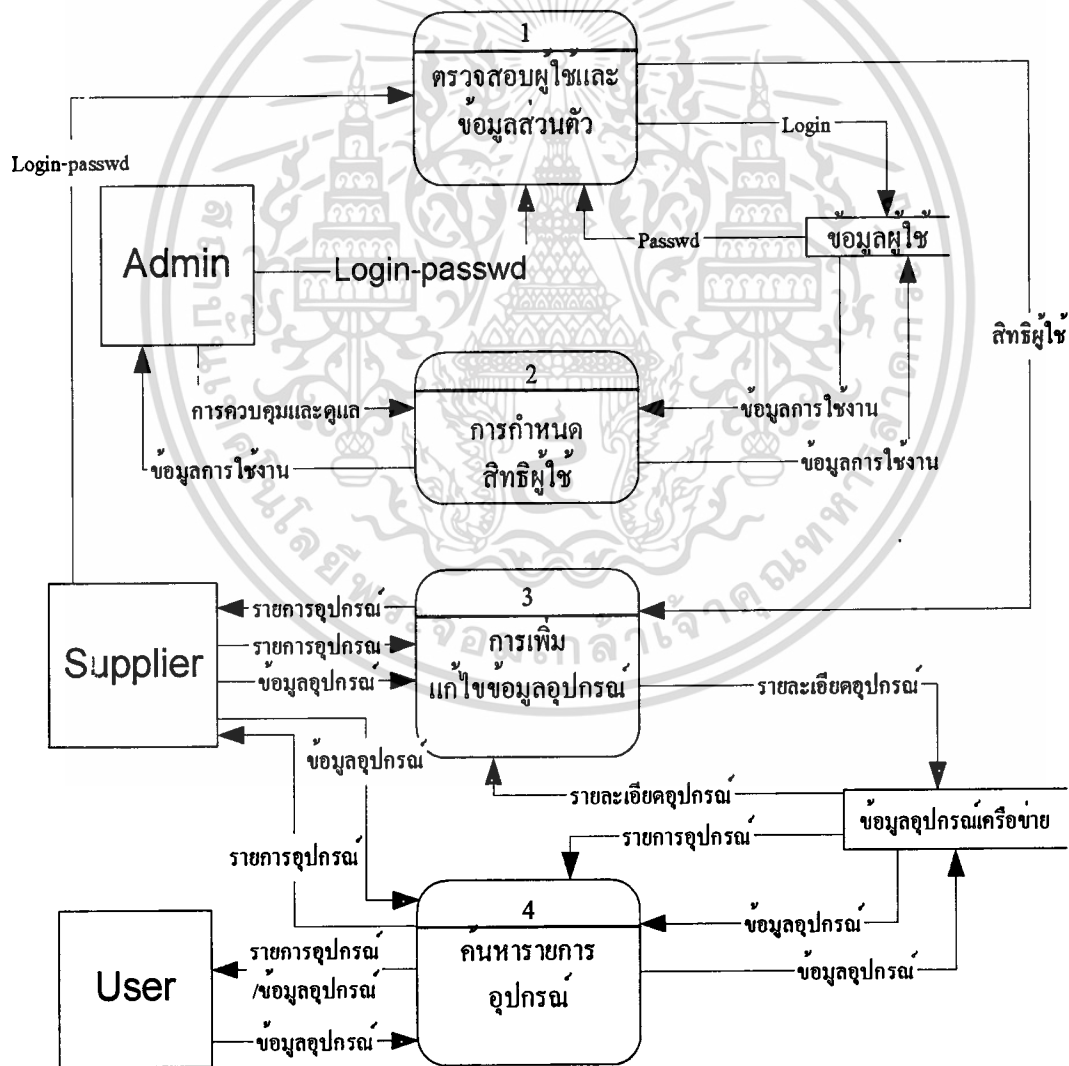 1
ตรวจสอบผู้ใช้และ
ข้อมูลส่วนตัว
Login
Login-passwd
Passwd
ข้อมูลผู้ใช้
Admin
Login-passwd
สิทธิผู้ใช้
2
การกำหนด
สิทธิผู้ใช้
การควบคุมและดูแล
ข้อมูลการใช้งาน
ข้อมูลการใช้งาน
ข้อมูลการใช้งาน
3
การเพิ่ม
แก้ไขข้อมูลอุปกรณ์
Supplier
รายการอุปกรณ์
รายการอุปกรณ์
ข้อมูลอุปกรณ์
รายละเอียดอุปกรณ์
ข้อมูลอุปกรณ์
รายละเอียดอุปกรณ์
ข้อมูลอุปกรณ์เครือข่าย
รายการอุปกรณ์
รายการอุปกรณ์
4
ค้นหารายการ
อุปกรณ์
ข้อมูลอุปกรณ์
ข้อมูลอุปกรณ์
User
รายการอุปกรณ์
/ข้อมูลอุปกรณ์
ข้อมูลอุปกรณ์